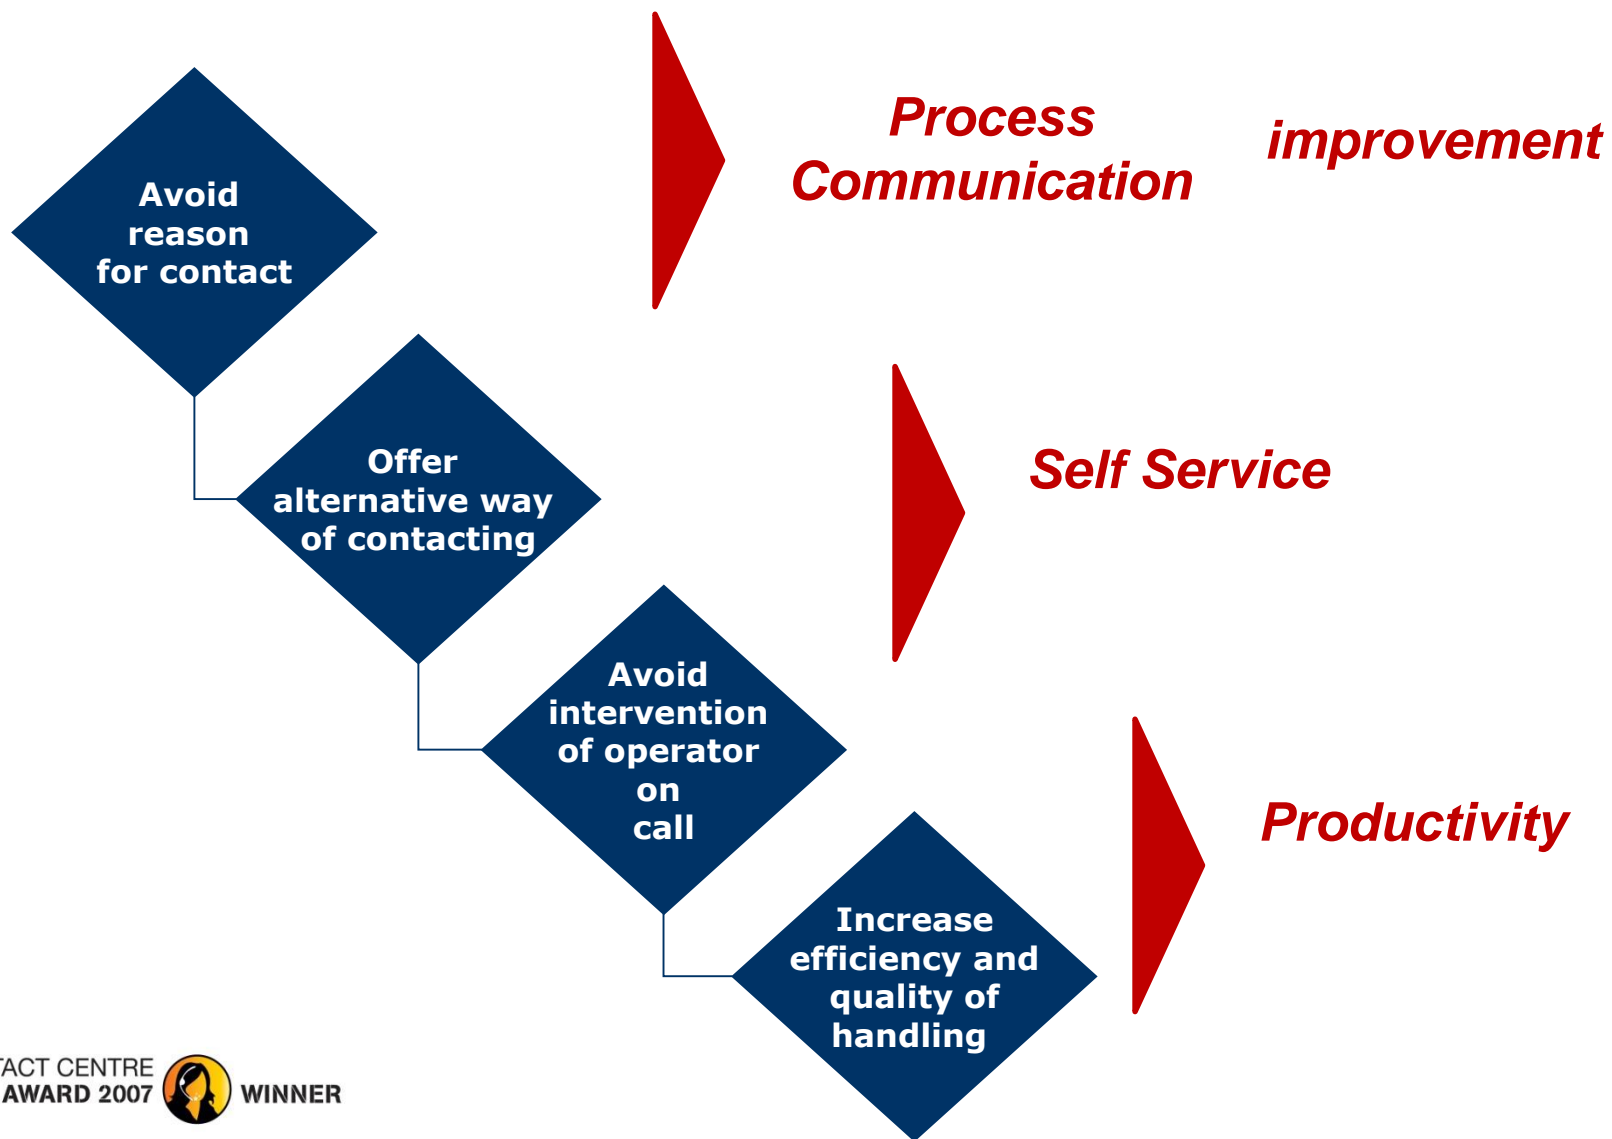 Avoid
reason
for contact
Process
Communication
improvement
Offer
alternative way
of contacting
Self Service
Avoid
intervention
of operator
on
call
Productivity
Increase
efficiency and
quality of
handling
TACT CENTRE
AWARD 2007
WINNER